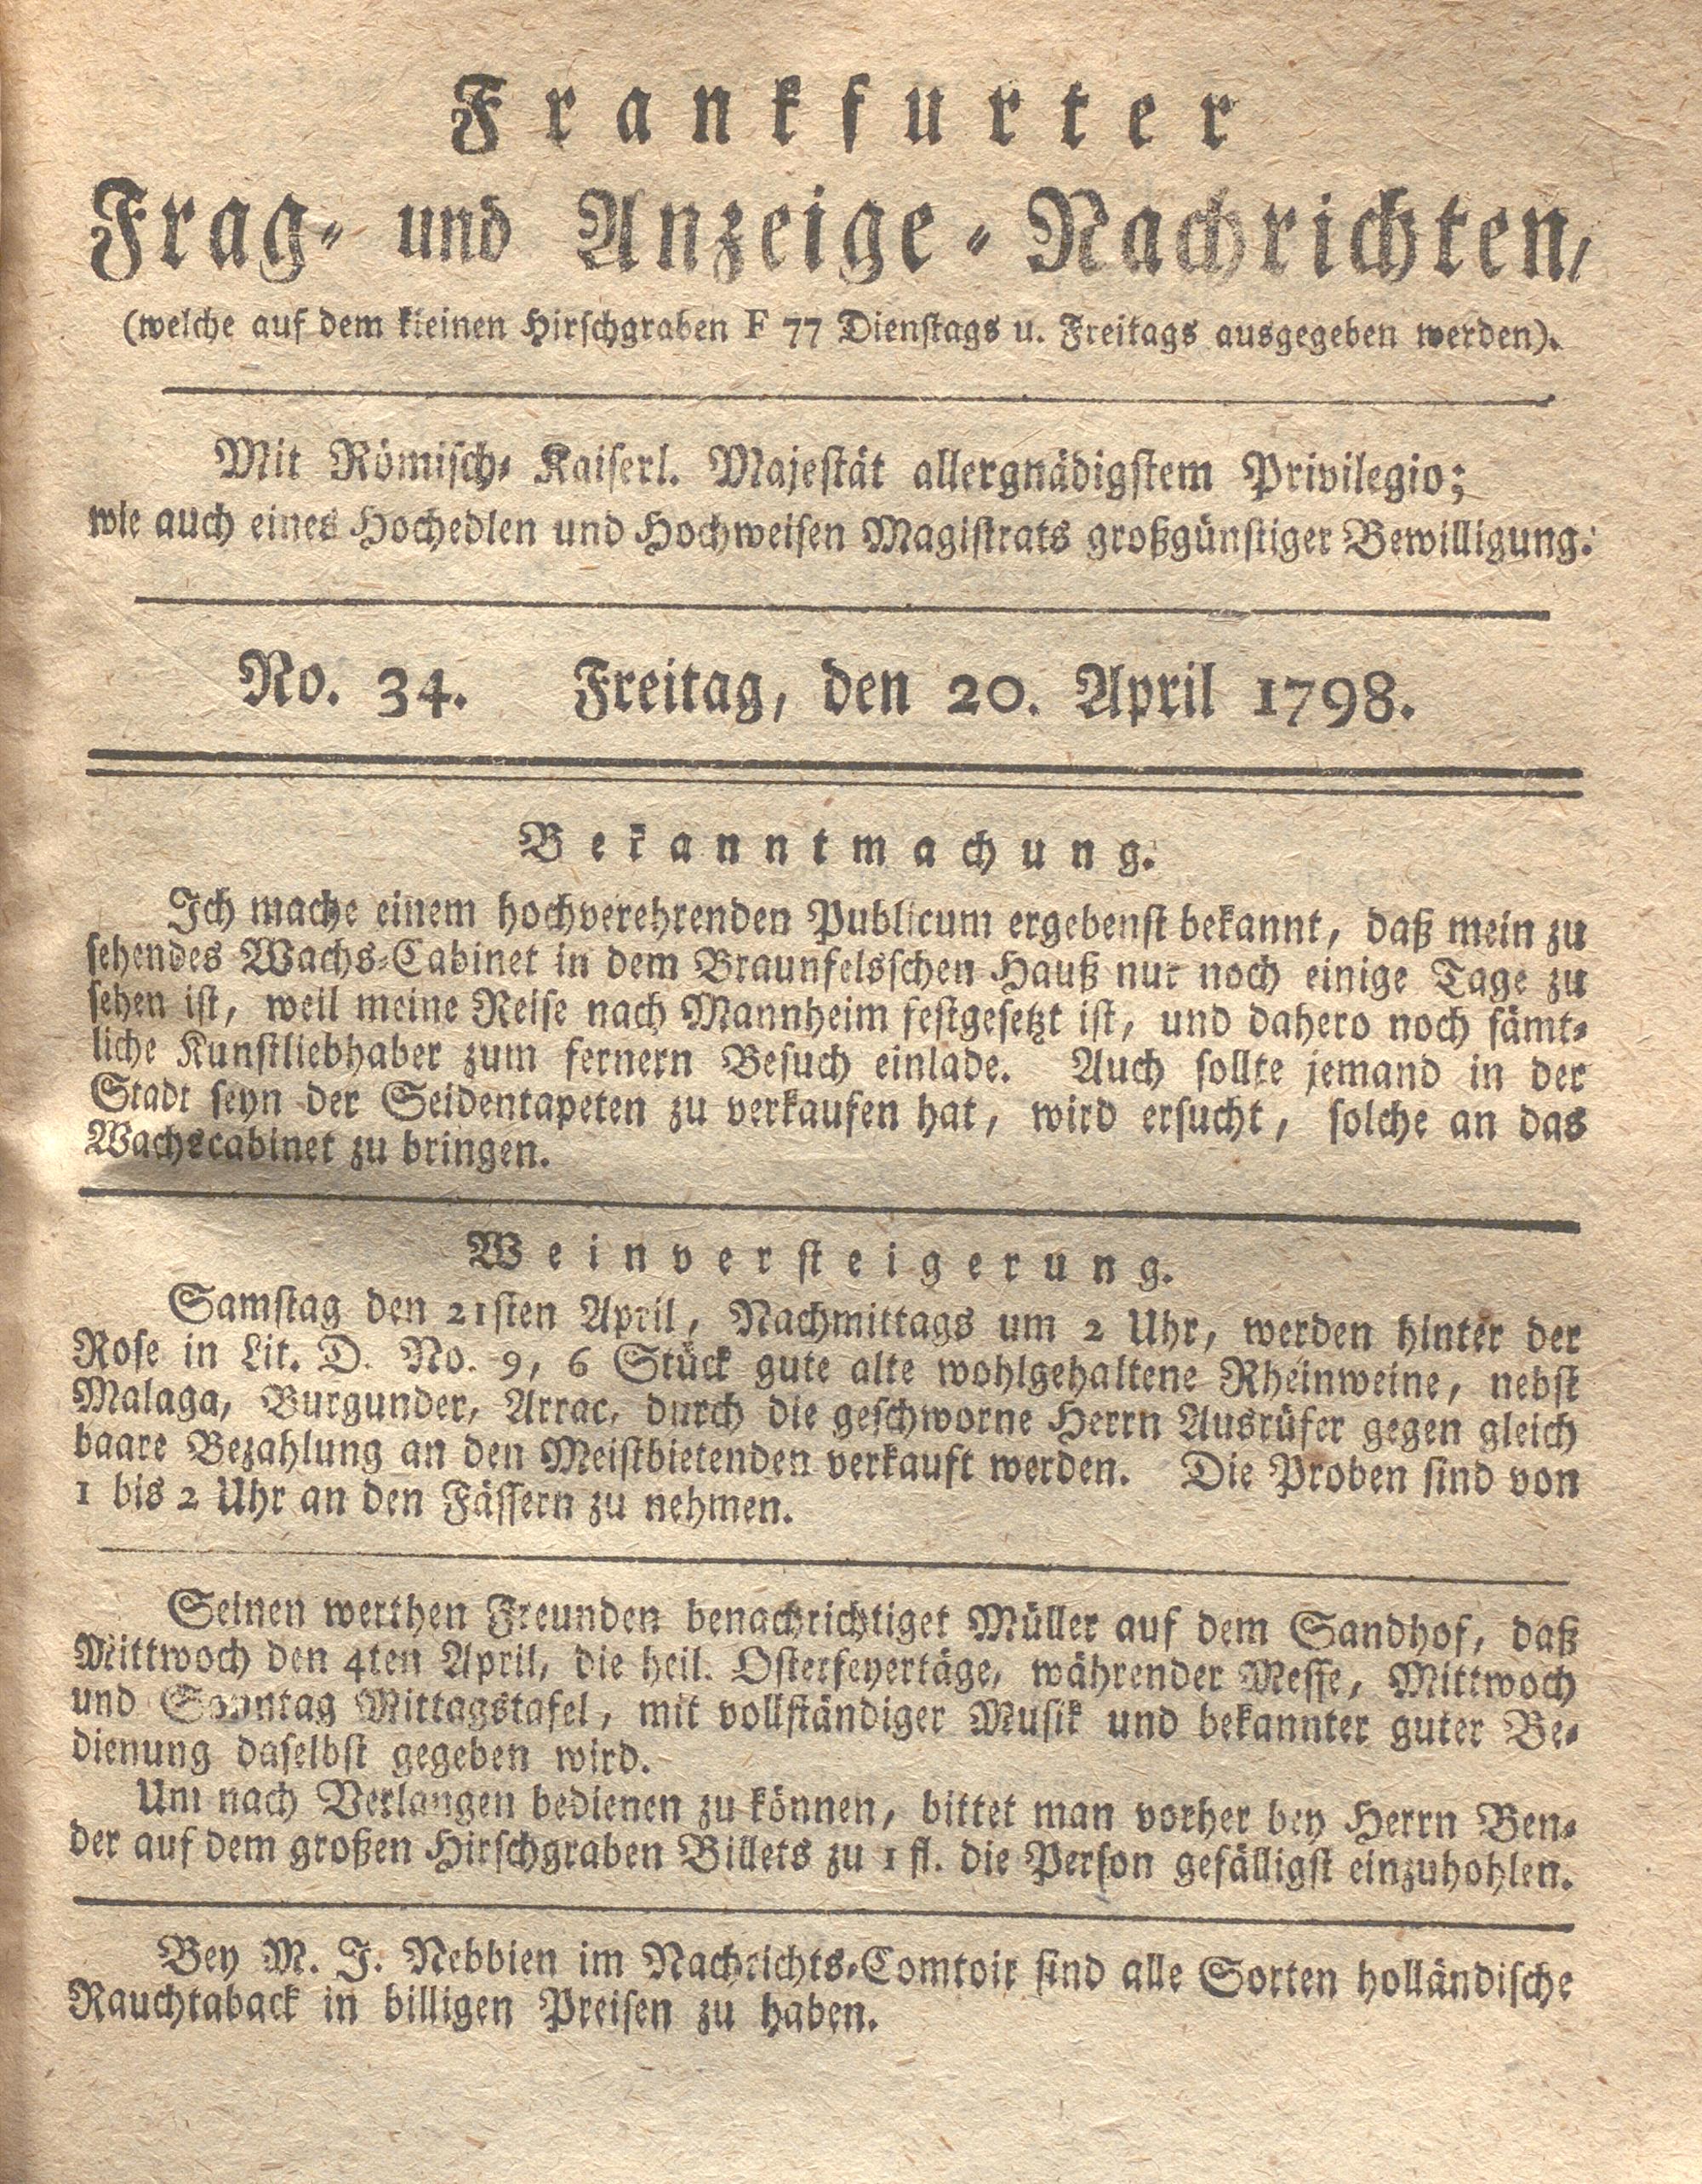 Frankfurter
Frag- und Anzeige-Nachrichten,
(welche auf dem kleinen Hirschgraben F 77 Dienstags u. Freitags ausgegeben werden).
Mit Römisch-Kaiserl. Majestät allergnädigstem Privilegio;
wie auch eines Hochedlen und Hochweisen Magistrats großgünstiger Bewilligung.
No. 34. Freitag, den 20. April 1798.
Bekanntmachung.
Ich mache einem hochverehrenden Publicum ergebenst bekannt, daß mein zu
sehendes Wachs-Cabinet in dem Braunfelsschen Hauß nur noch einige Tage zu
sehen ist, weil meine Reise nach Mannheim festgesetzt ist, und dahero noch sämt-
liche Kunstliebhaber zum fernern Besuch einlade. Auch sollte jemand in der
Stadt seyn der Seidentapeten zu verkaufen hat, wird ersucht, solche an das
Wachscabinet zu bringen.
Weinversteigerung.
Samstag den 21sten April, Nachmittags um 2 Uhr, werden hinter der
Rose in Lit. D. No. 9, 6 Stück gute alte wohlgehaltene Rheinweine, nebst
Malaga, Burgunder, Arrac, durch die geschworne Herrn Ausrüfer gegen gleich
baare Bezahlung an den Meistbietenden verkauft werden. Die Proben sind von
1 bis 2 Uhr an den Fässern zu nehmen.
Seinen werthen Freunden benachrichtiget Müller auf dem Sandhof, daß
Mittwoch den 4ten April, die heil. Osterfeyertäge, währender Messe, Mittwoch
und Sonntag Mittagstafel, mit vollständiger Musik und bekannter guter Be-
dienung daselbst gegeben wird.
Um nach Verlangen bedienen zu können, bittet man vorher bey Herrn Ben-
der auf dem großen Hirschgraben Billets zu 1 fl. die Person gefälligst einzuhohlen.
Bey M. J. Nebbien im Nachrichts-Comtoir sind alle Sorten holländische
Rauchtaback in billigen Preisen zu haben.